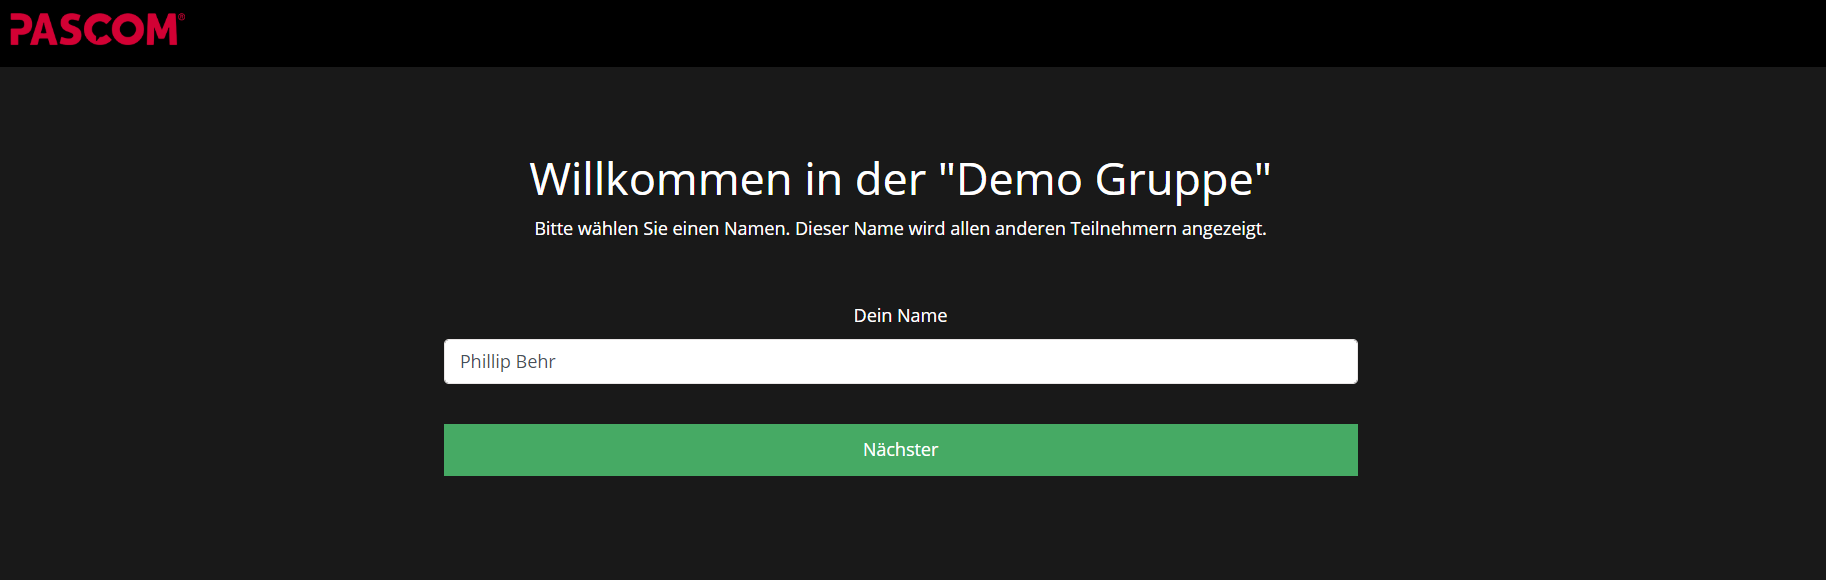 PASCOM®
Willkommen in der "Demo Gruppe"
Bitte wählen Sie einen Namen. Dieser Name wird allen anderen Teilnehmern angezeigt.
Dein Name
Phillip Behr
Nächster